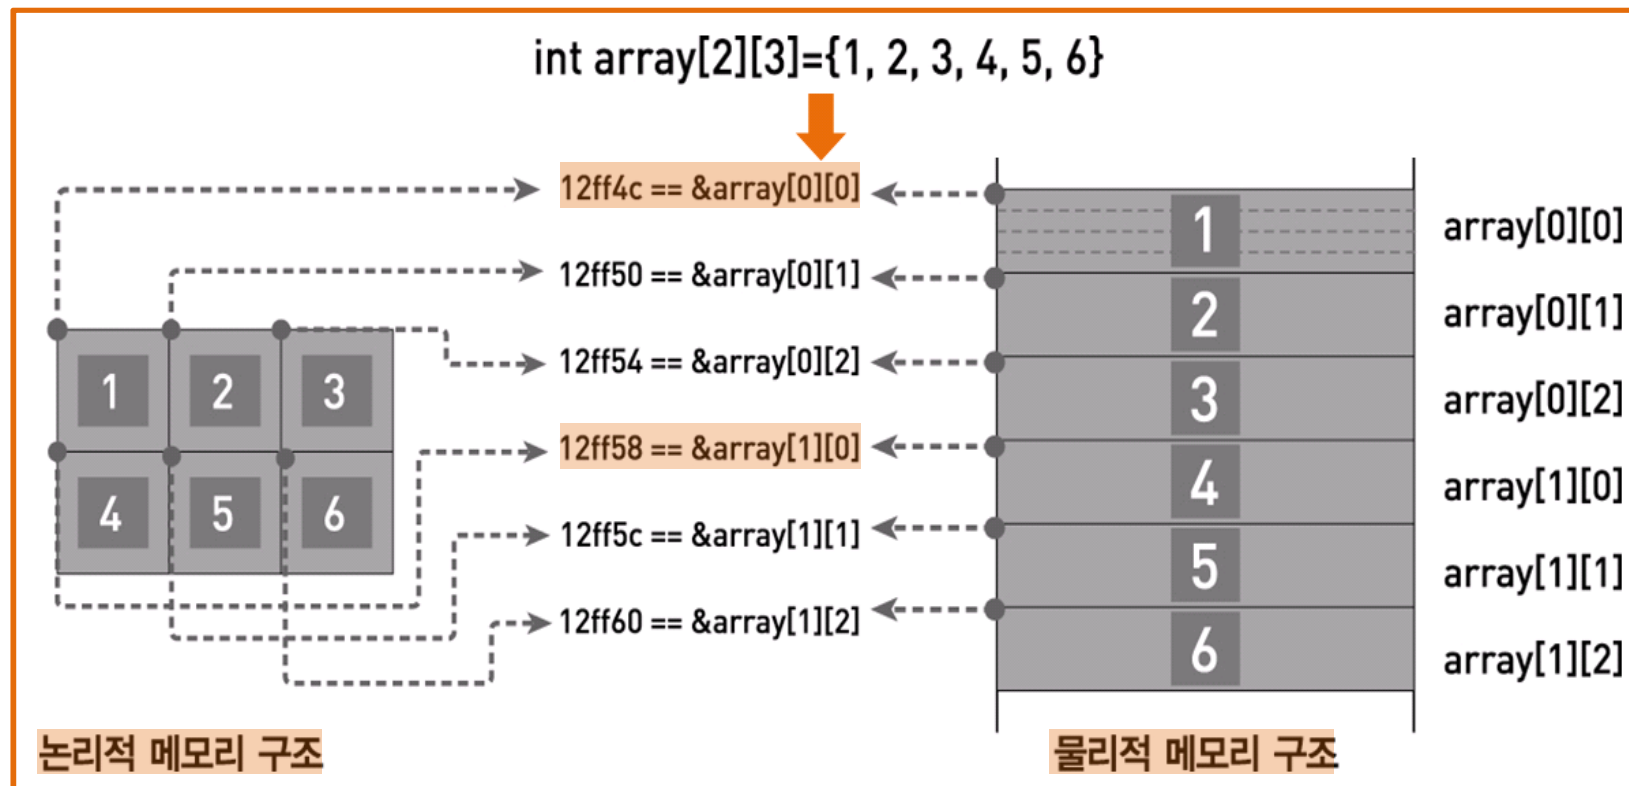 int array[2][3]={1, 2, 3, 4, 5, 6}
12ff4c == &array[0][0]
12ff50 == &array[0][1]
12ff54 == &array[0][2]
12ff58 == &array[1][0]
12ff5c == &array[1][1]
12ff60 == &array[1][2]
1 2 3
4 5 6
논리적 메모리 구조
1 array[0][0]
2 array[0][1]
3 array[0][2]
4 array[1][0]
5 array[1][1]
6 array[1][2]
물리적 메모리 구조